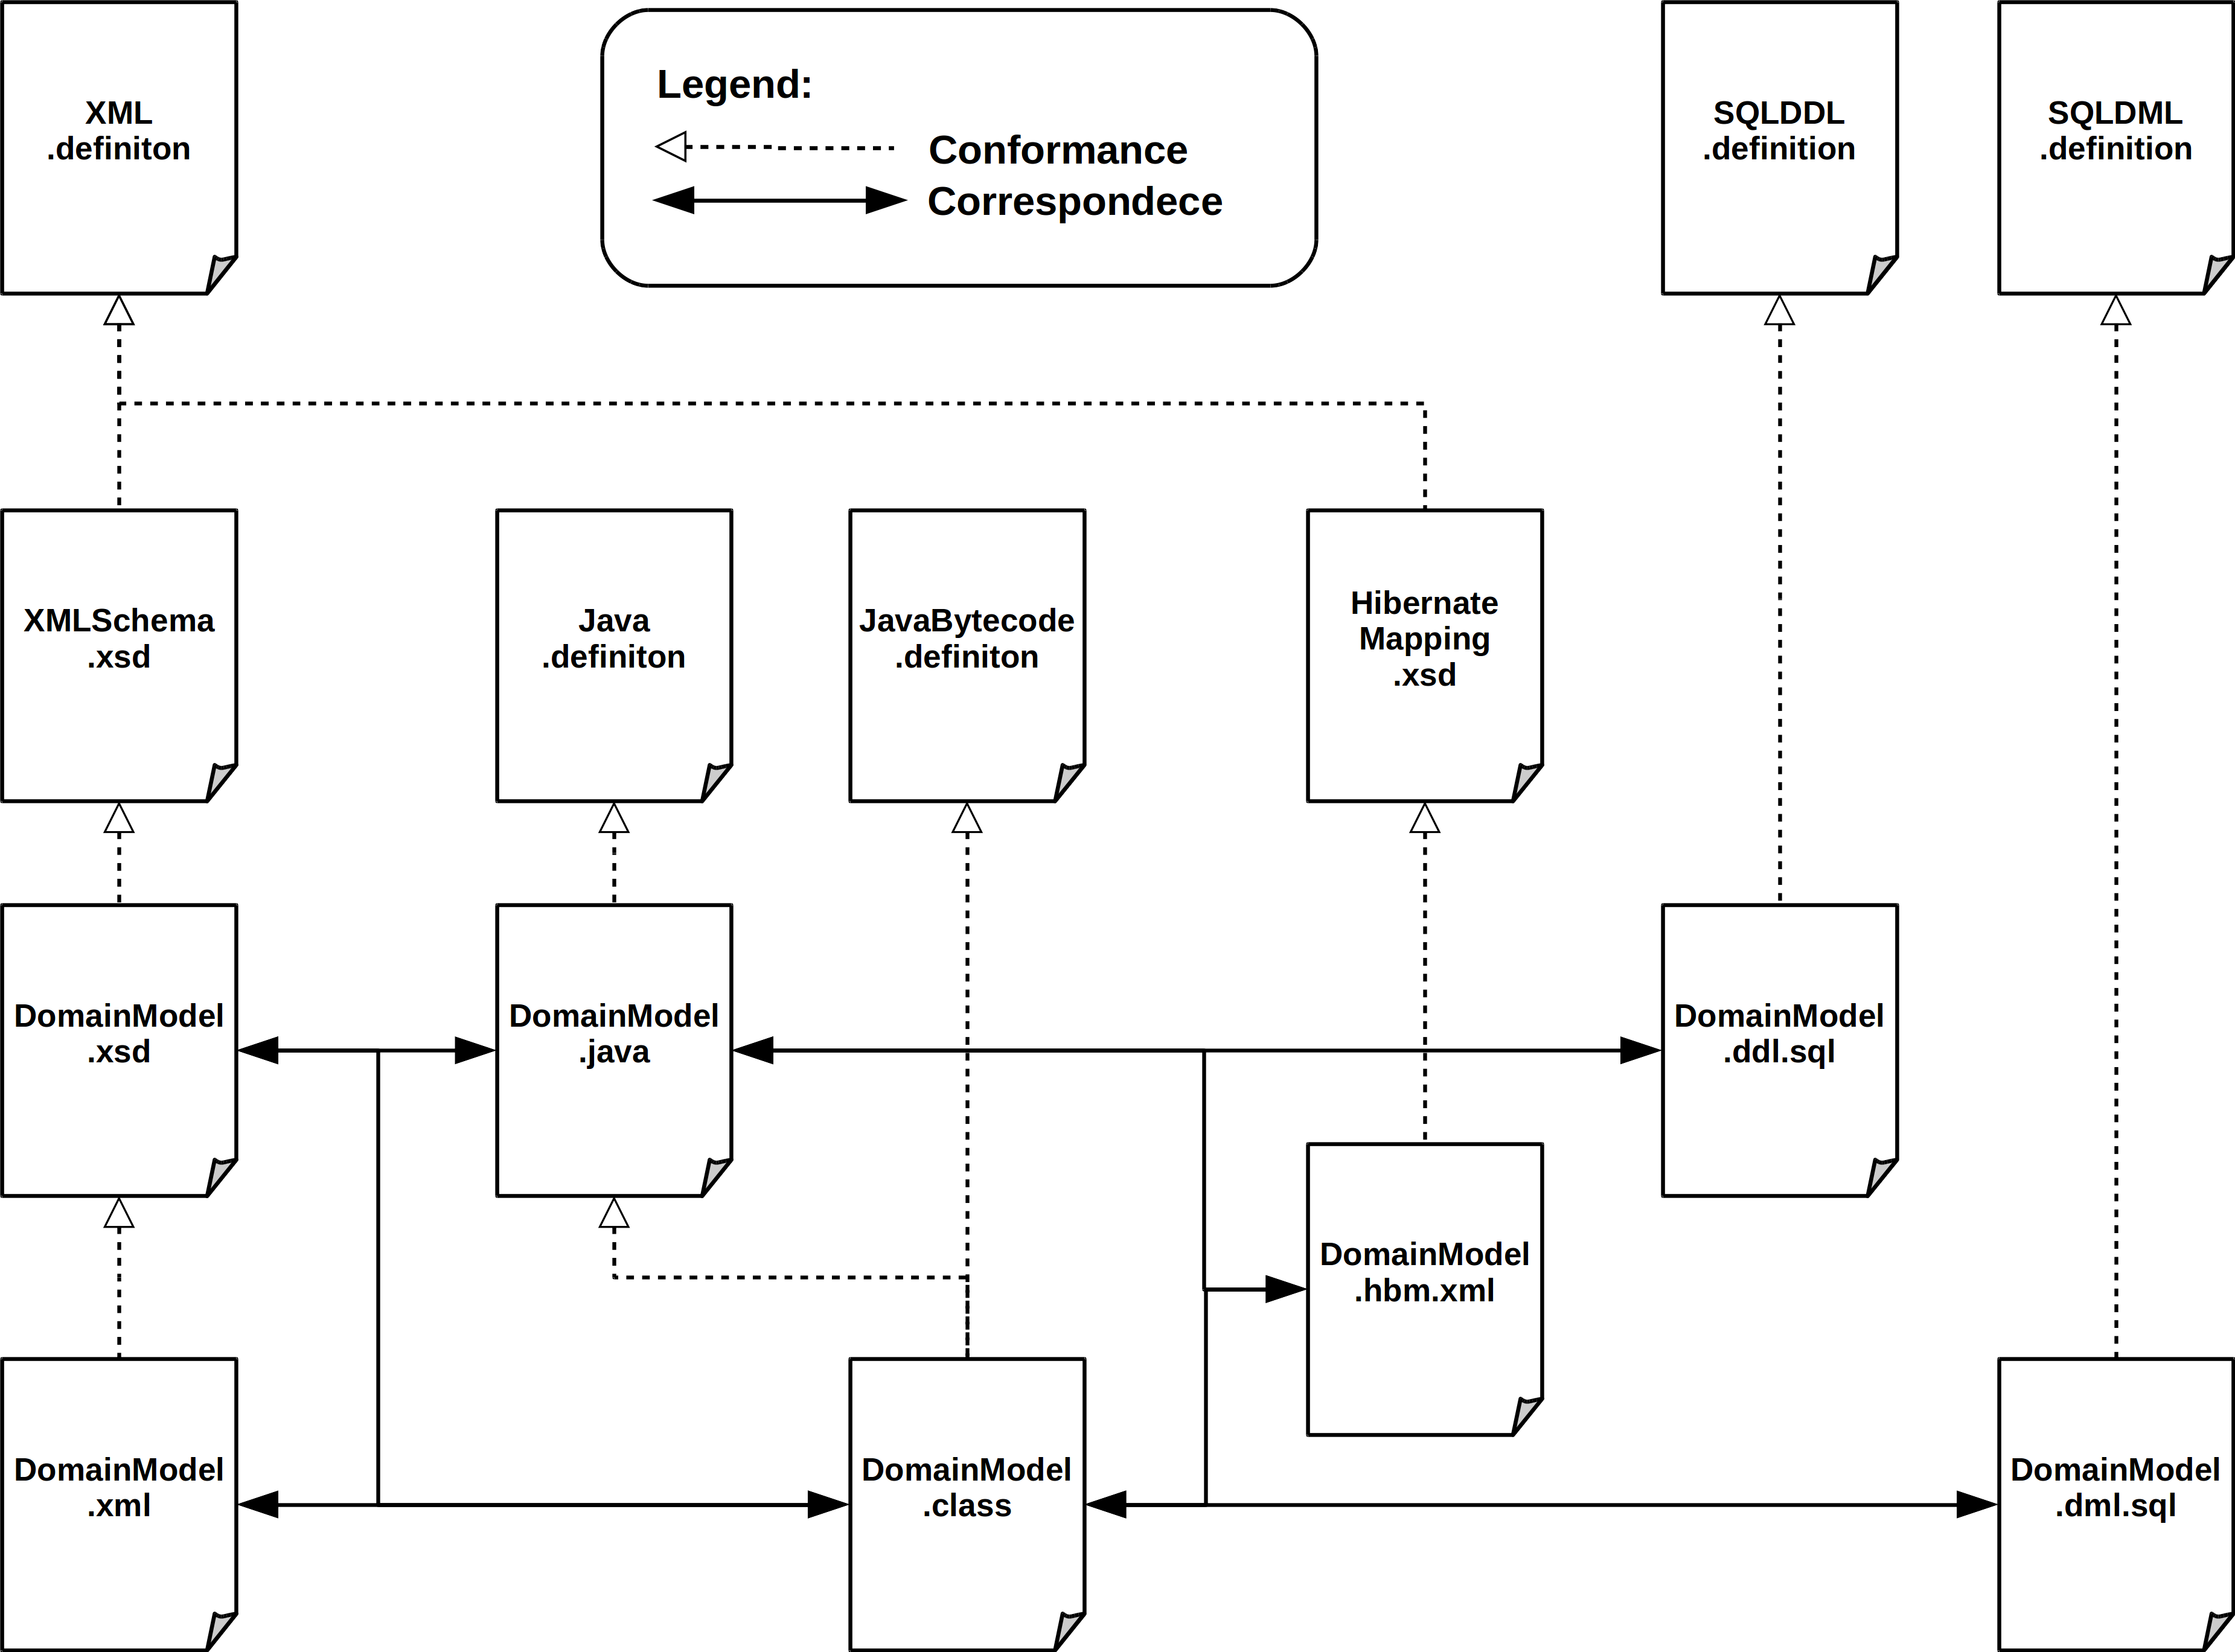 XML
.definiton
Legend:
Conformance
Correspondece
SQLDDL
.definition
SQLDML
.definition
XMLSchema
.xsd
Java
.definiton
JavaBytecode
.definiton
Hibernate
Mapping
.xsd
DomainModel
.xsd
DomainModel
.java
DomainModel
.ddl.sql
DomainModel
.hbm.xml
DomainModel
.xml
DomainModel
.class
DomainModel
.dml.sql